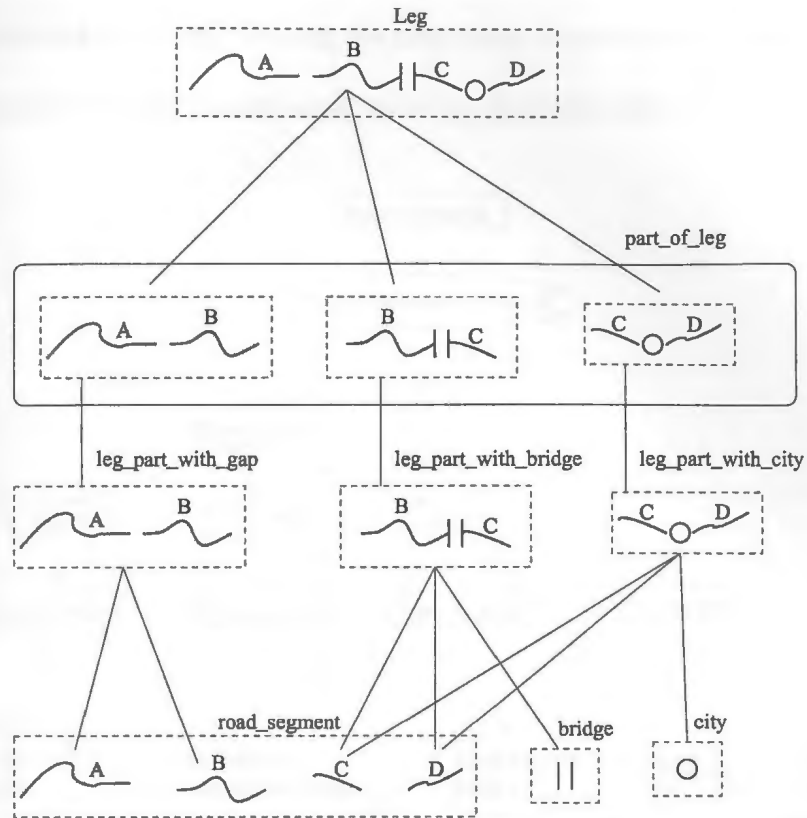 Leg
A B C D
part_of_leg
A B B C C D
leg_part_with_gap leg_part_with_bridge leg_part_with_city
A B B C C D
road_segment bridge city
A B C D